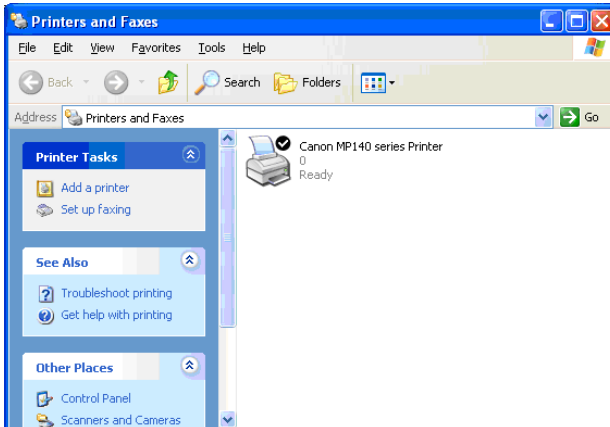 Printers and Faxes
File Edit View Favorites Tools Help
Back Search Folders
Address Printers and Faxes Go
Printer Tasks
Add a printer
Set up faxing
See Also
Troubleshoot printing
Get help with printing
Other Places
Control Panel
Scanners and Cameras
Canon MP140 series Printer
0
Ready